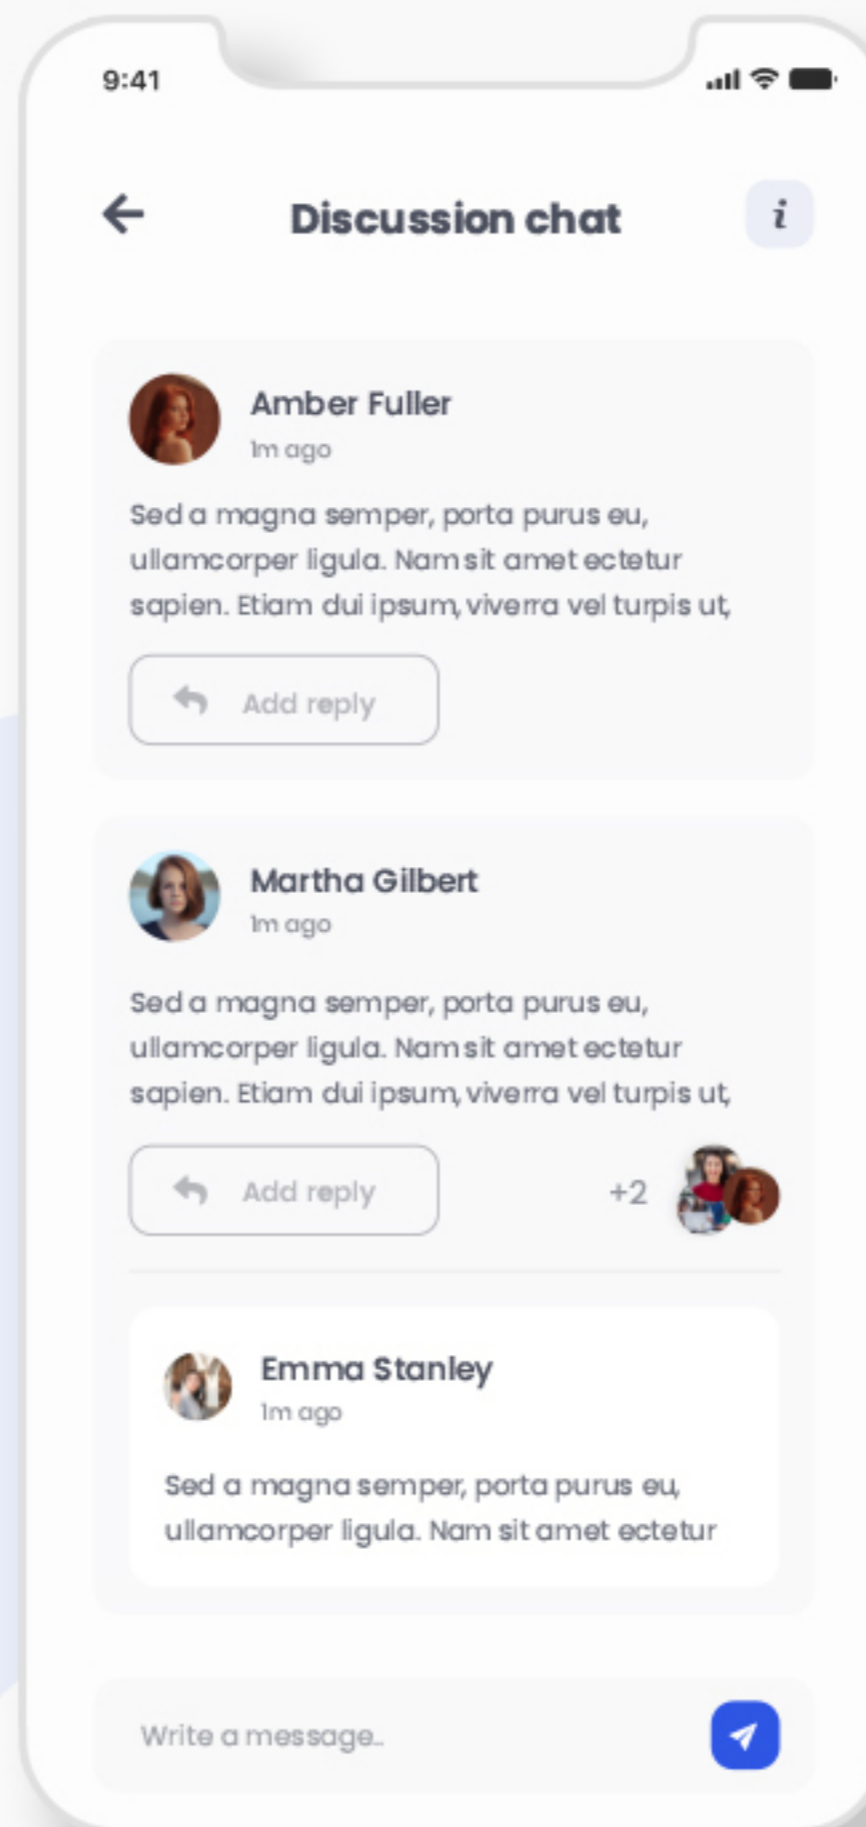 9:41
Discussion chat
i
Amber Fuller
1m ago
Sed a magna semper, porta purus eu,
ullamcorper ligula. Nam sit amet ectetur
sapien. Etiam dui ipsum, viverra vel turpis ut,
Add reply
Martha Gilbert
1m ago
Sed a magna semper, porta purus eu,
ullamcorper ligula. Nam sit amet ectetur
sapien. Etiam dui ipsum, viverra vel turpis ut,
Add reply
+2
Emma Stanley
1m ago
Sed a magna semper, porta purus eu,
ullamcorper ligula. Nam sit amet ectetur
Write a message..